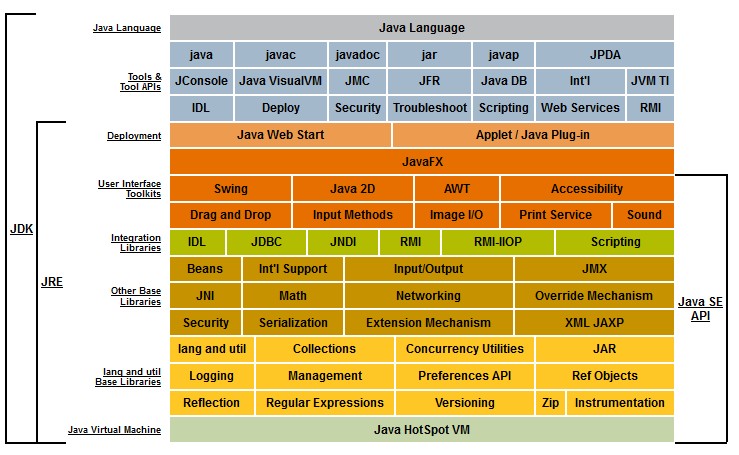 Java Language Java Language
java javac javadoc jar javap JPDA
Tools & Tool APIs JConsole Java VisualVM JMC JFR Java DB Int'l JVM TI
IDL Deploy Security Troubleshoot Scripting Web Services RMI
Deployment Java Web Start Applet / Java Plug-in
JavaFX
User Interface Toolkits Swing Java 2D AWT Accessibility
Drag and Drop Input Methods Image I/O Print Service Sound
JDK
Integration Libraries IDL JDBC JNDI RMI RMI-IIOP Scripting
JRE
Beans Int'l Support Input/Output JMX
Other Base Libraries JNI Math Networking Override Mechanism
Java SE API
Security Serialization Extension Mechanism XML JAXP
lang and util Collections Concurrency Utilities JAR
lang and util Base Libraries Logging Management Preferences API Ref Objects
Reflection Regular Expressions Versioning Zip Instrumentation
Java Virtual Machine Java HotSpot VM